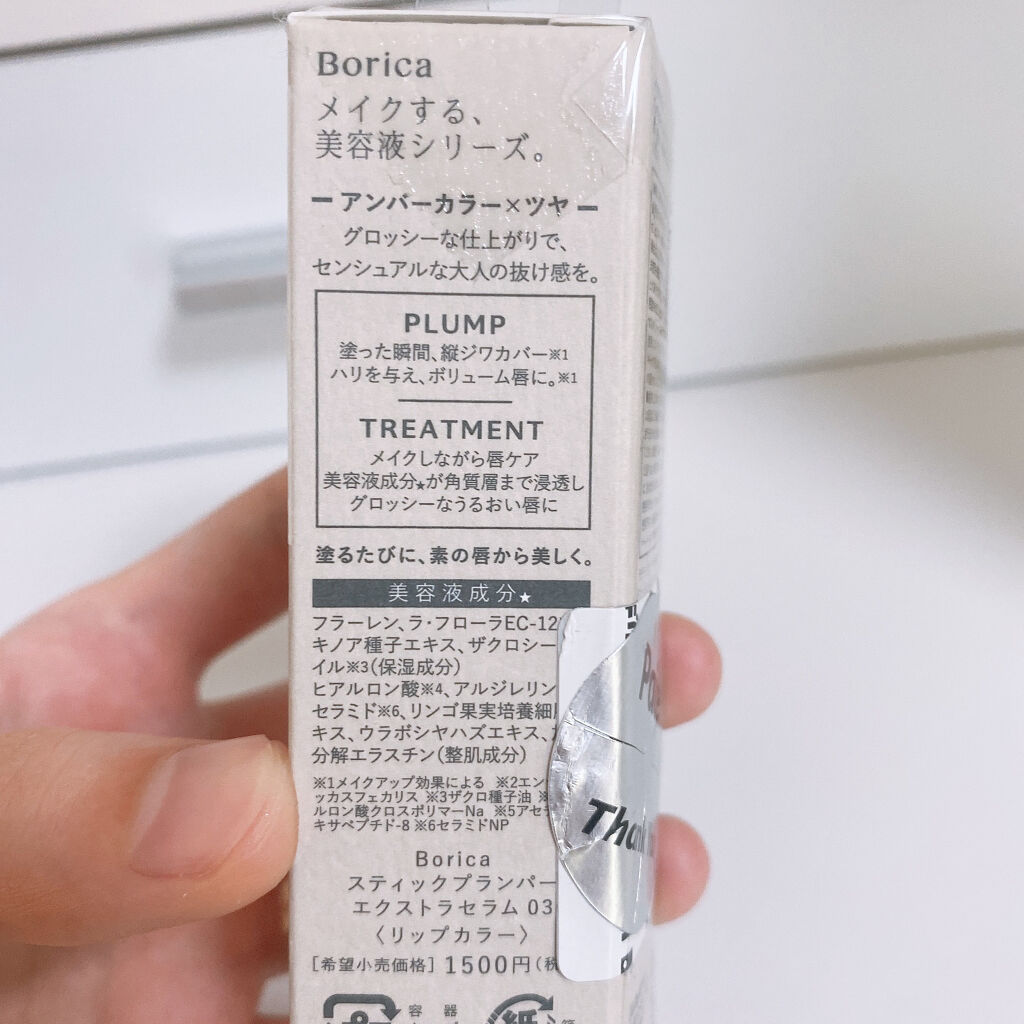 Borica
メイクする、
美容液シリーズ。
ー アンバーカラー×ツヤ ー
グロッシーな仕上がりで、
センシュアルな大人の抜け感を。
PLUMP
塗った瞬間、縦ジワカバー※1
ハリを与え、ボリューム唇に。※1
TREATMENT
メイクしながら唇ケア
美容液成分★が角質層まで浸透し
グロッシーなうるおい唇に
塗るたびに、素の唇から美しく。
美容液成分★
フラーレン、ラ・フローラEC-12
キノア種子エキス、ザクロシー
イル※3(保湿成分)
ヒアルロン酸※4、アルジレリン
セラミド※6、リンゴ果実培養細
キス、ウラボシヤハズエキス、
分解エラスチン(整肌成分)
※1メイクアップ効果による ※2エン
ッカスフェカリス ※3ザクロ種子油
ルロン酸クロスポリマーNa ※5アセ
キサペプチド-8 ※6セラミドNP
Borica
スティックプランパー
エクストラセラム 03
〈リップカラー〉
[希望小売価格] 1500円(税
容 器
紙 箱
Than